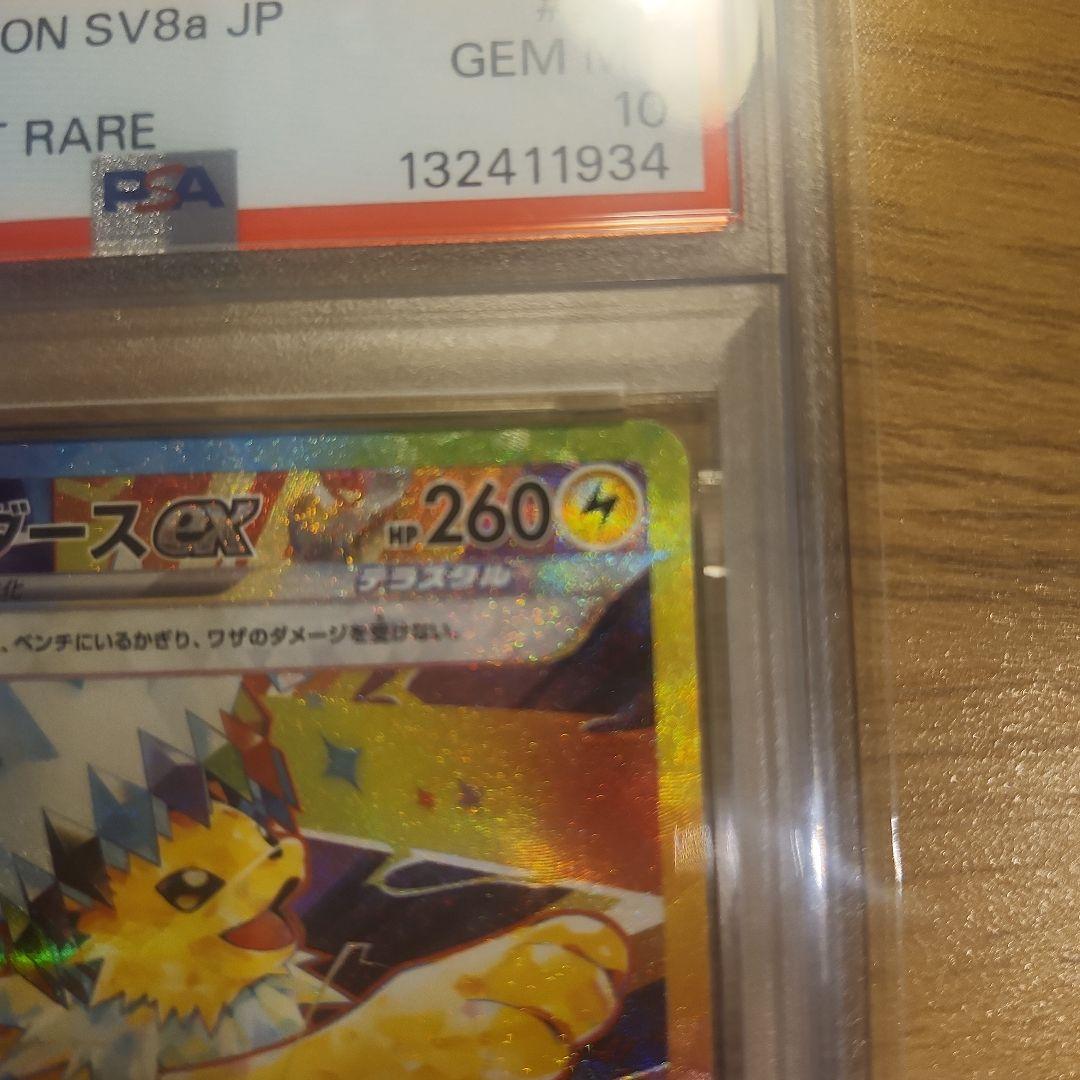 ON SV8a JP
#
GEM M
10
T RARE
132411934
PSA
ダースex HP260
化 テラスタル
、ベンチにいるかぎり、ワザのダメージを受けない。